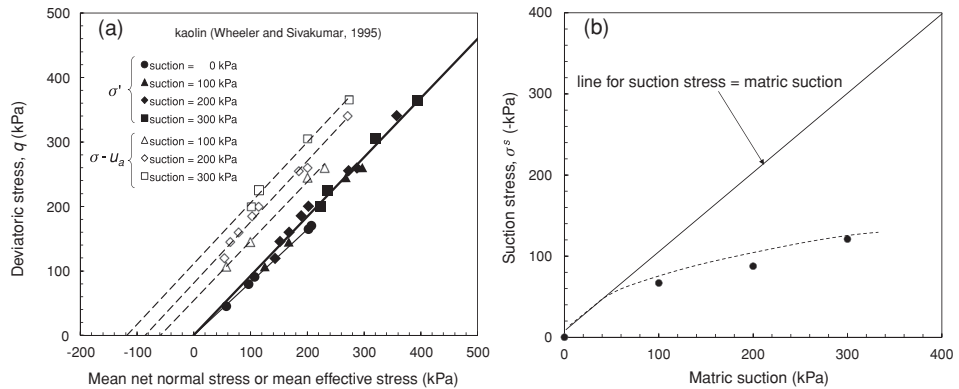 (a)
kaolin (Wheeler and Sivakumar, 1995)
σ'
suction = 0 kPa
suction = 100 kPa
suction = 200 kPa
suction = 300 kPa
σ - uₐ
suction = 100 kPa
suction = 200 kPa
suction = 300 kPa
Deviatoric stress, q (kPa)
500
400
300
200
100
0
-200 -100 0 100 200 300 400 500
Mean net normal stress or mean effective stress (kPa)
(b)
line for suction stress = matric suction
Suction stress, σˢ (-kPa)
400
300
200
100
0
0 100 200 300 400
Matric suction (kPa)